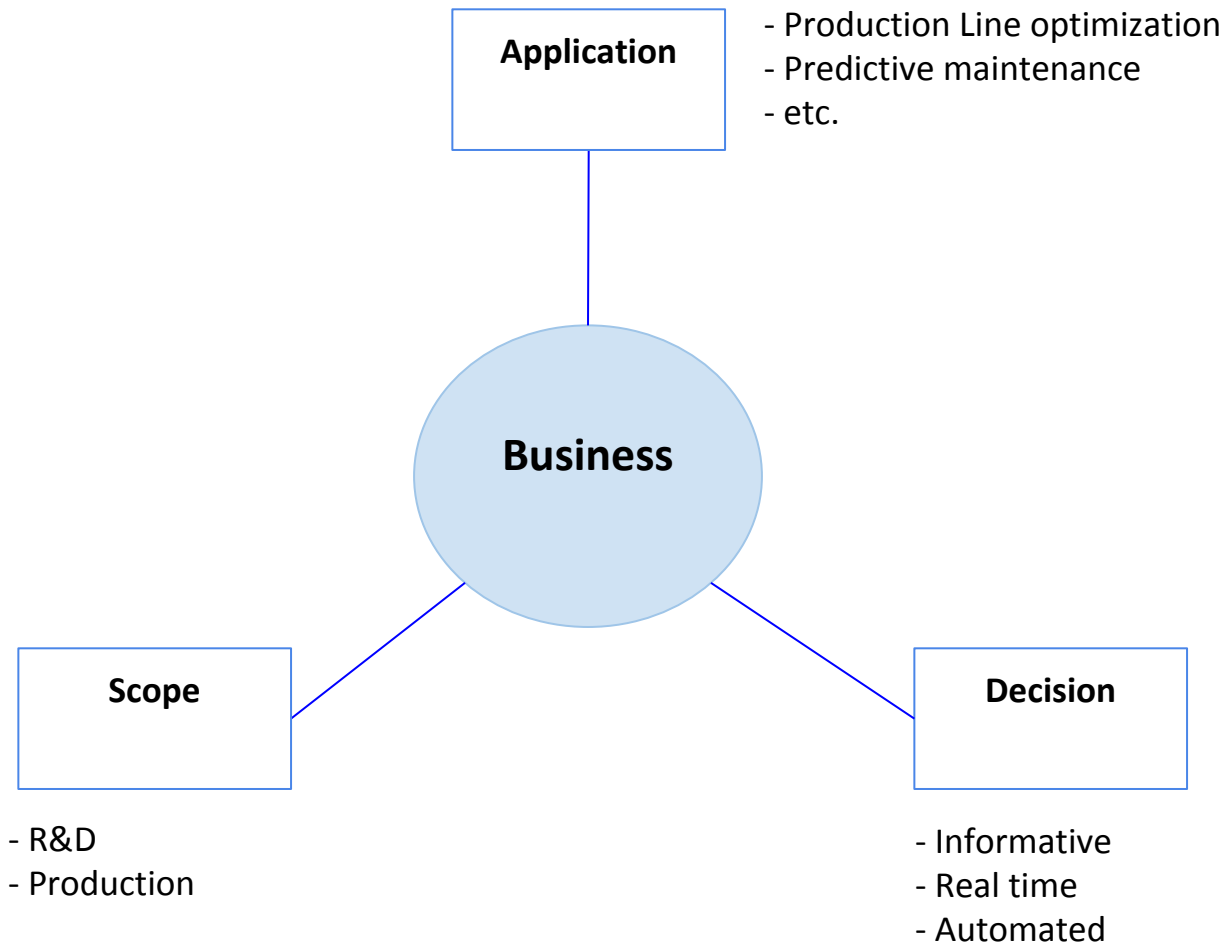 Application
- Production Line optimization
- Predictive maintenance
- etc.
Business
Scope
- R&D
- Production
Decision
- Informative
- Real time
- Automated